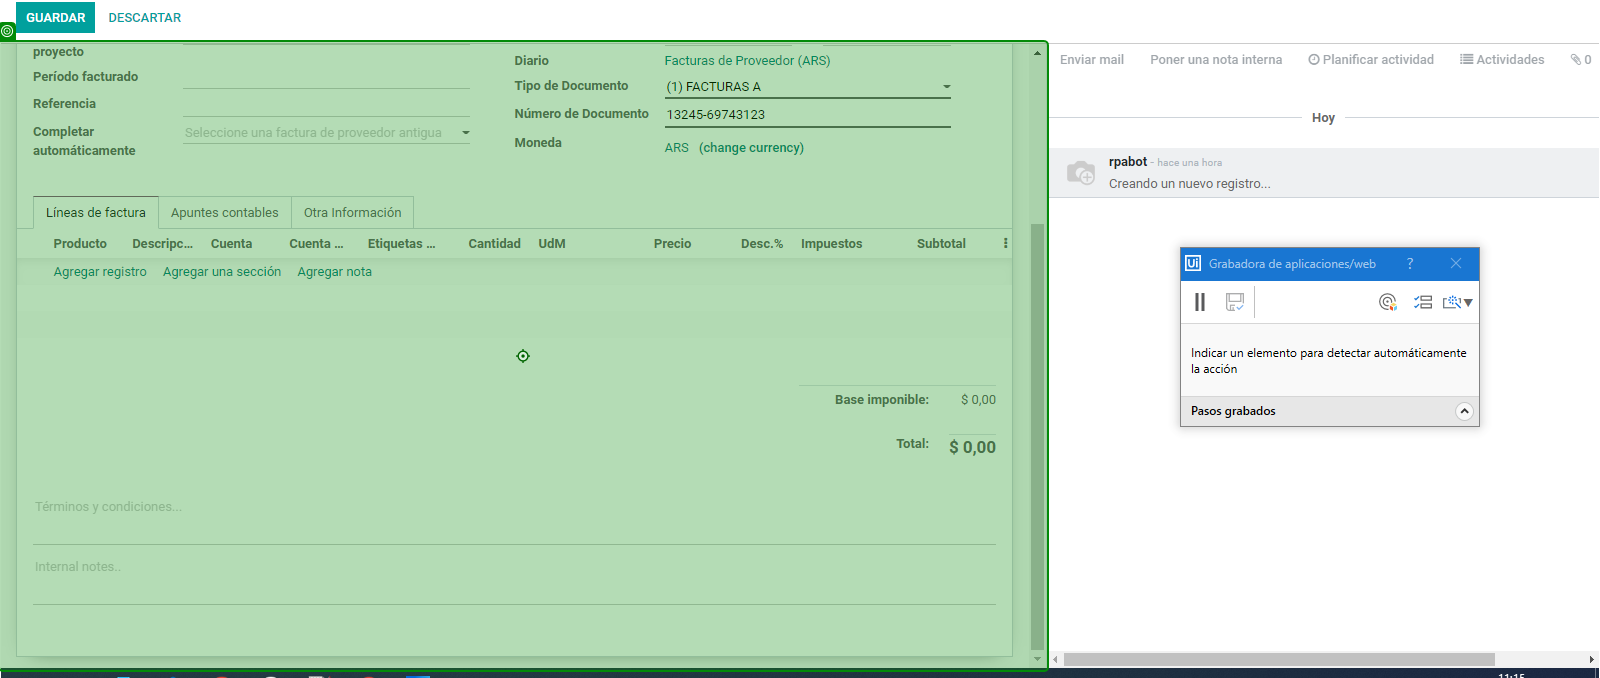 GUARDAR DESCARTAR
proyecto
Período facturado
Referencia
Completar automáticamente
Seleccione una factura de proveedor antigua
Diario Facturas de Proveedor (ARS)
Tipo de Documento (1) FACTURAS A
Número de Documento 13245-69743123
Moneda ARS (change currency)
Líneas de factura Apuntes contables Otra Información
Producto Descripc... Cuenta Cuenta ... Etiquetas ... Cantidad UdM Precio Desc.% Impuestos Subtotal
Agregar registro Agregar una sección Agregar nota
Base imponible: $ 0,00
Total: $ 0,00
Términos y condiciones...
Internal notes..
Enviar mail Poner una nota interna Planificar actividad Actividades 0
Hoy
rpabot - hace una hora
Creando un nuevo registro...
Ui Grabadora de aplicaciones/web ?
Indicar un elemento para detectar automáticamente
la acción
Pasos grabados
11:15